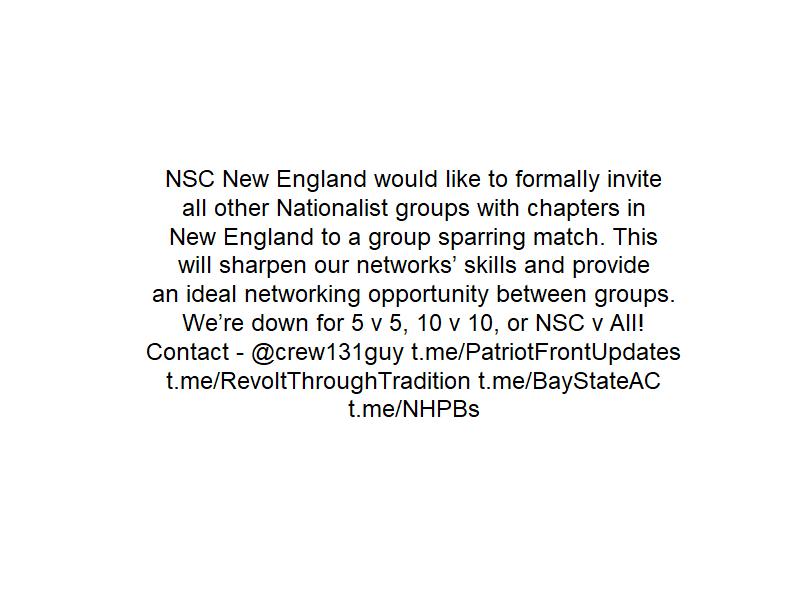 NSC New England would like to formally invite
all other Nationalist groups with chapters in
New England to a group sparring match. This
will sharpen our networks’ skills and provide
an ideal networking opportunity between groups.
We’re down for 5 v 5, 10 v 10, or NSC v All!
Contact - @crew131guy t.me/PatriotFrontUpdates
t.me/RevoltThroughTradition t.me/BayStateAC
t.me/NHPBs